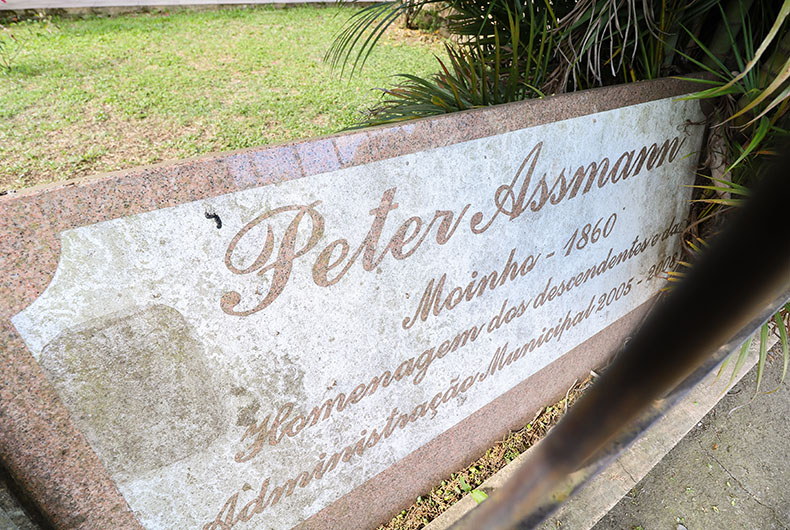 Peter Assmann
Moinho - 1860
Homenagem dos descendentes e da
Administração Municipal 2005 - 2008